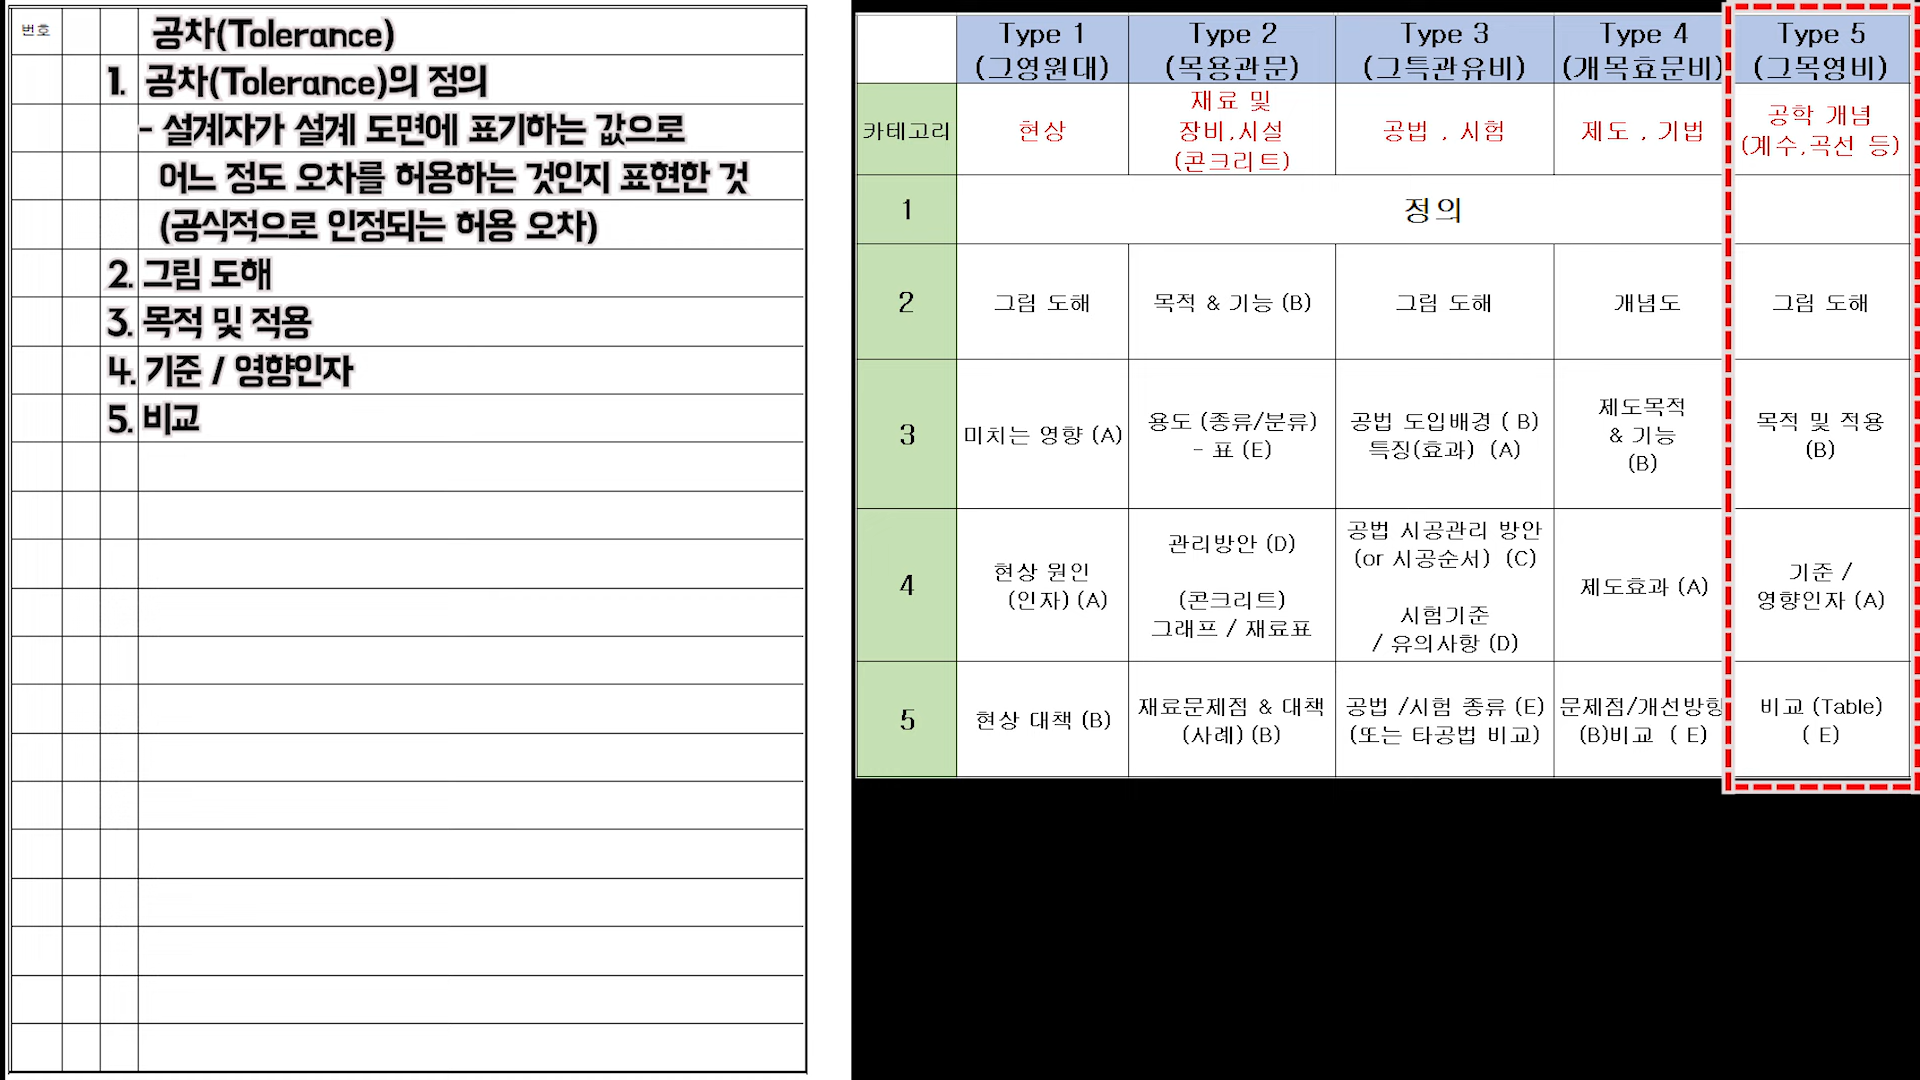 번호
공차(Tolerance)
1. 공차(Tolerance)의 정의
- 설계자가 설계 도면에 표기하는 값으로
어느 정도 오차를 허용하는 것인지 표현한 것
(공식적으로 인정되는 허용 오차)
2. 그림 도해
3. 목적 및 적용
4. 기준 / 영향인자
5. 비교
Type 1
(그영원대)
Type 2
(목용관문)
Type 3
(그특관유비)
Type 4
(개목효문비)
Type 5
(그목영비)
카테고리
현상
재료 및
장비,시설
(콘크리트)
공법 , 시험
제도 , 기법
공학 개념
(계수,곡선 등)
1
정의
2
그림 도해
목적 & 기능 (B)
그림 도해
개념도
그림 도해
3
미치는 영향 (A)
용도 (종류/분류)
- 표 (E)
공법 도입배경 ( B)
특징(효과) (A)
제도목적
& 기능
(B)
목적 및 적용
(B)
4
현상 원인
(인자) (A)
관리방안 (D)
(콘크리트)
그래프 / 재료표
공법 시공관리 방안
(or 시공순서) (C)
시험기준
/ 유의사항 (D)
제도효과 (A)
기준 /
영향인자 (A)
5
현상 대책 (B)
재료문제점 & 대책
(사례) (B)
공법 /시험 종류 (E)
(또는 타공법 비교)
문제점/개선방향
(B)비교 ( E)
비교 (Table)
( E)